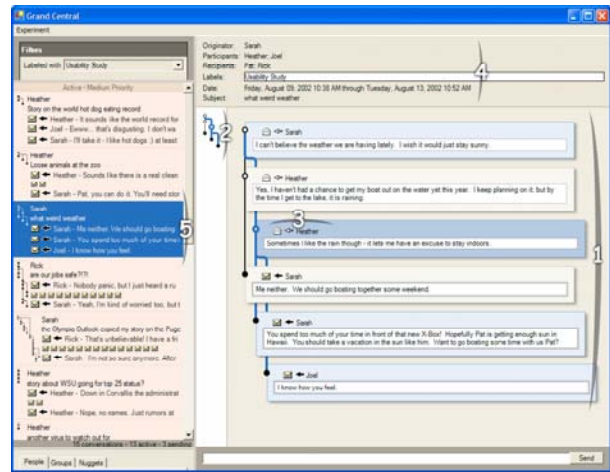 Grand Central
Experiment
Filters
Labeled with Usability Study
Active - Medium Priority
Heather
Story on the world hot dog eating record
Heather - It sounds like the world record for
Joel - Ewww... that's disgusting. I don't wa
Sarah - I'll take it - I like hot dogs :) at least
Heather
Loose animals at the zoo
Heather - Sounds like there is a real clean
Sarah - Pat, you can do it. You'll need stor
Sarah
what weird weather
Sarah - Me neither. We should go boating
Sarah - You spend too much of your time
Joel - I know how you feel.
5
Rick
are our jobs safe?!?!
Rick - Nobody panic, but I just heard a ru
Sarah - Yeah, I'm kind of worried too, but t
Sarah
the Olympia Outlook copied my story on the Puge
Rick - That's unbelievable! I have a fri
Sarah - I'm not so sure anymore. After
Heather
story about WSU going for top 25 status?
Heather - Down in Corvallis the administrat
Heather - Nope, no names. Just rumors at
Heather
another virus to watch out for
16 conversations - 13 active - 3 pending
People Groups Nuggets
Originator: Sarah
Participants: Heather; Joel
Recipients: Pat; Rick
Labels: Usability Study
Date: Friday, August 09, 2002 10:38 AM through Tuesday, August 13, 2002 10:52 AM
Subject: what weird weather
4
2
Sarah
I can't believe the weather we are having lately. I wish it would just stay sunny.
Heather
Yes, I haven't had a chance to get my boat out on the water yet this year. I keep planning on it, but by
the time I get to the lake, it is raining.
3
Heather
Sometimes I like the rain though - it lets me have an excuse to stay indoors.
1
Sarah
Me neither. We should go boating together some weekend.
Sarah
You spend too much of your time in front of that new X-Box! Hopefully Pat is getting enough sun in
Hawaii. You should take a vacation in the sun like him. Want to go boating some time with us Pat?
Joel
I know how you feel.
Send